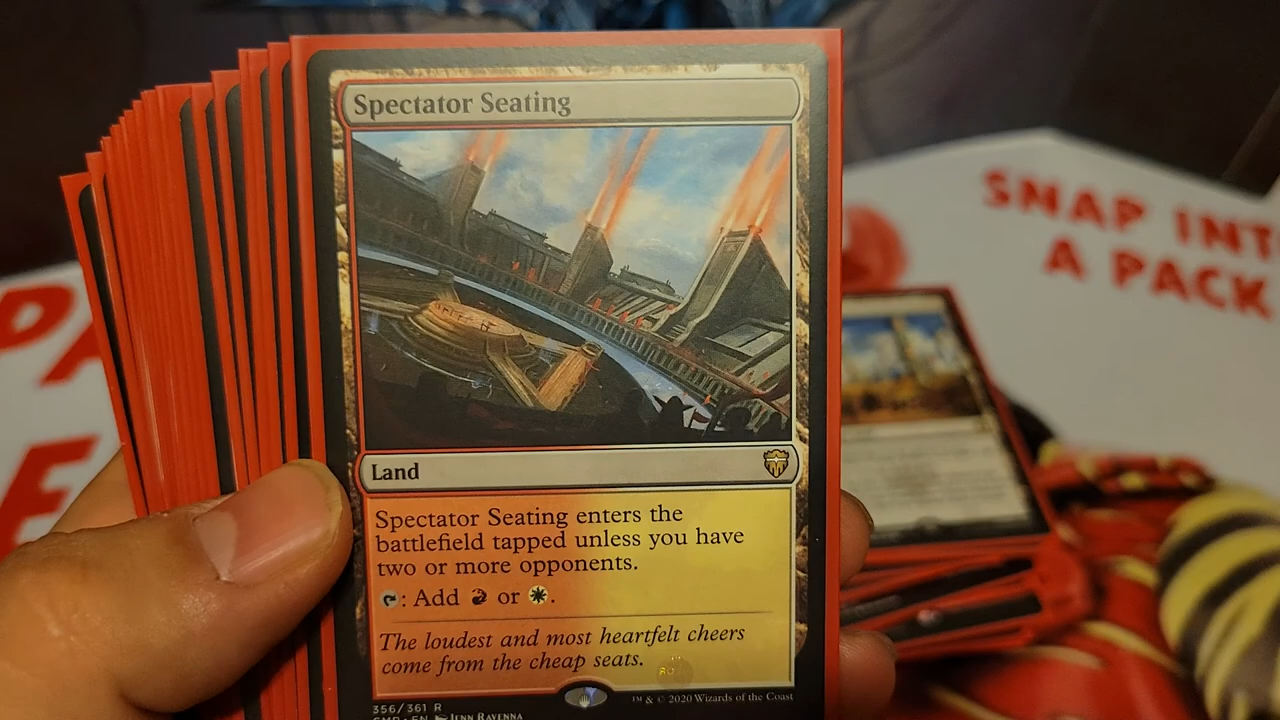 Spectator Seating
SNAP INT
A PACK
Land
Spectator Seating enters the
battlefield tapped unless you have
two or more opponents.
: Add or .
The loudest and most heartfelt cheers
come from the cheap seats.
356/361 R
™ & © 2020 Wizards of the Coast
CMR • EN JENN RAVENNA